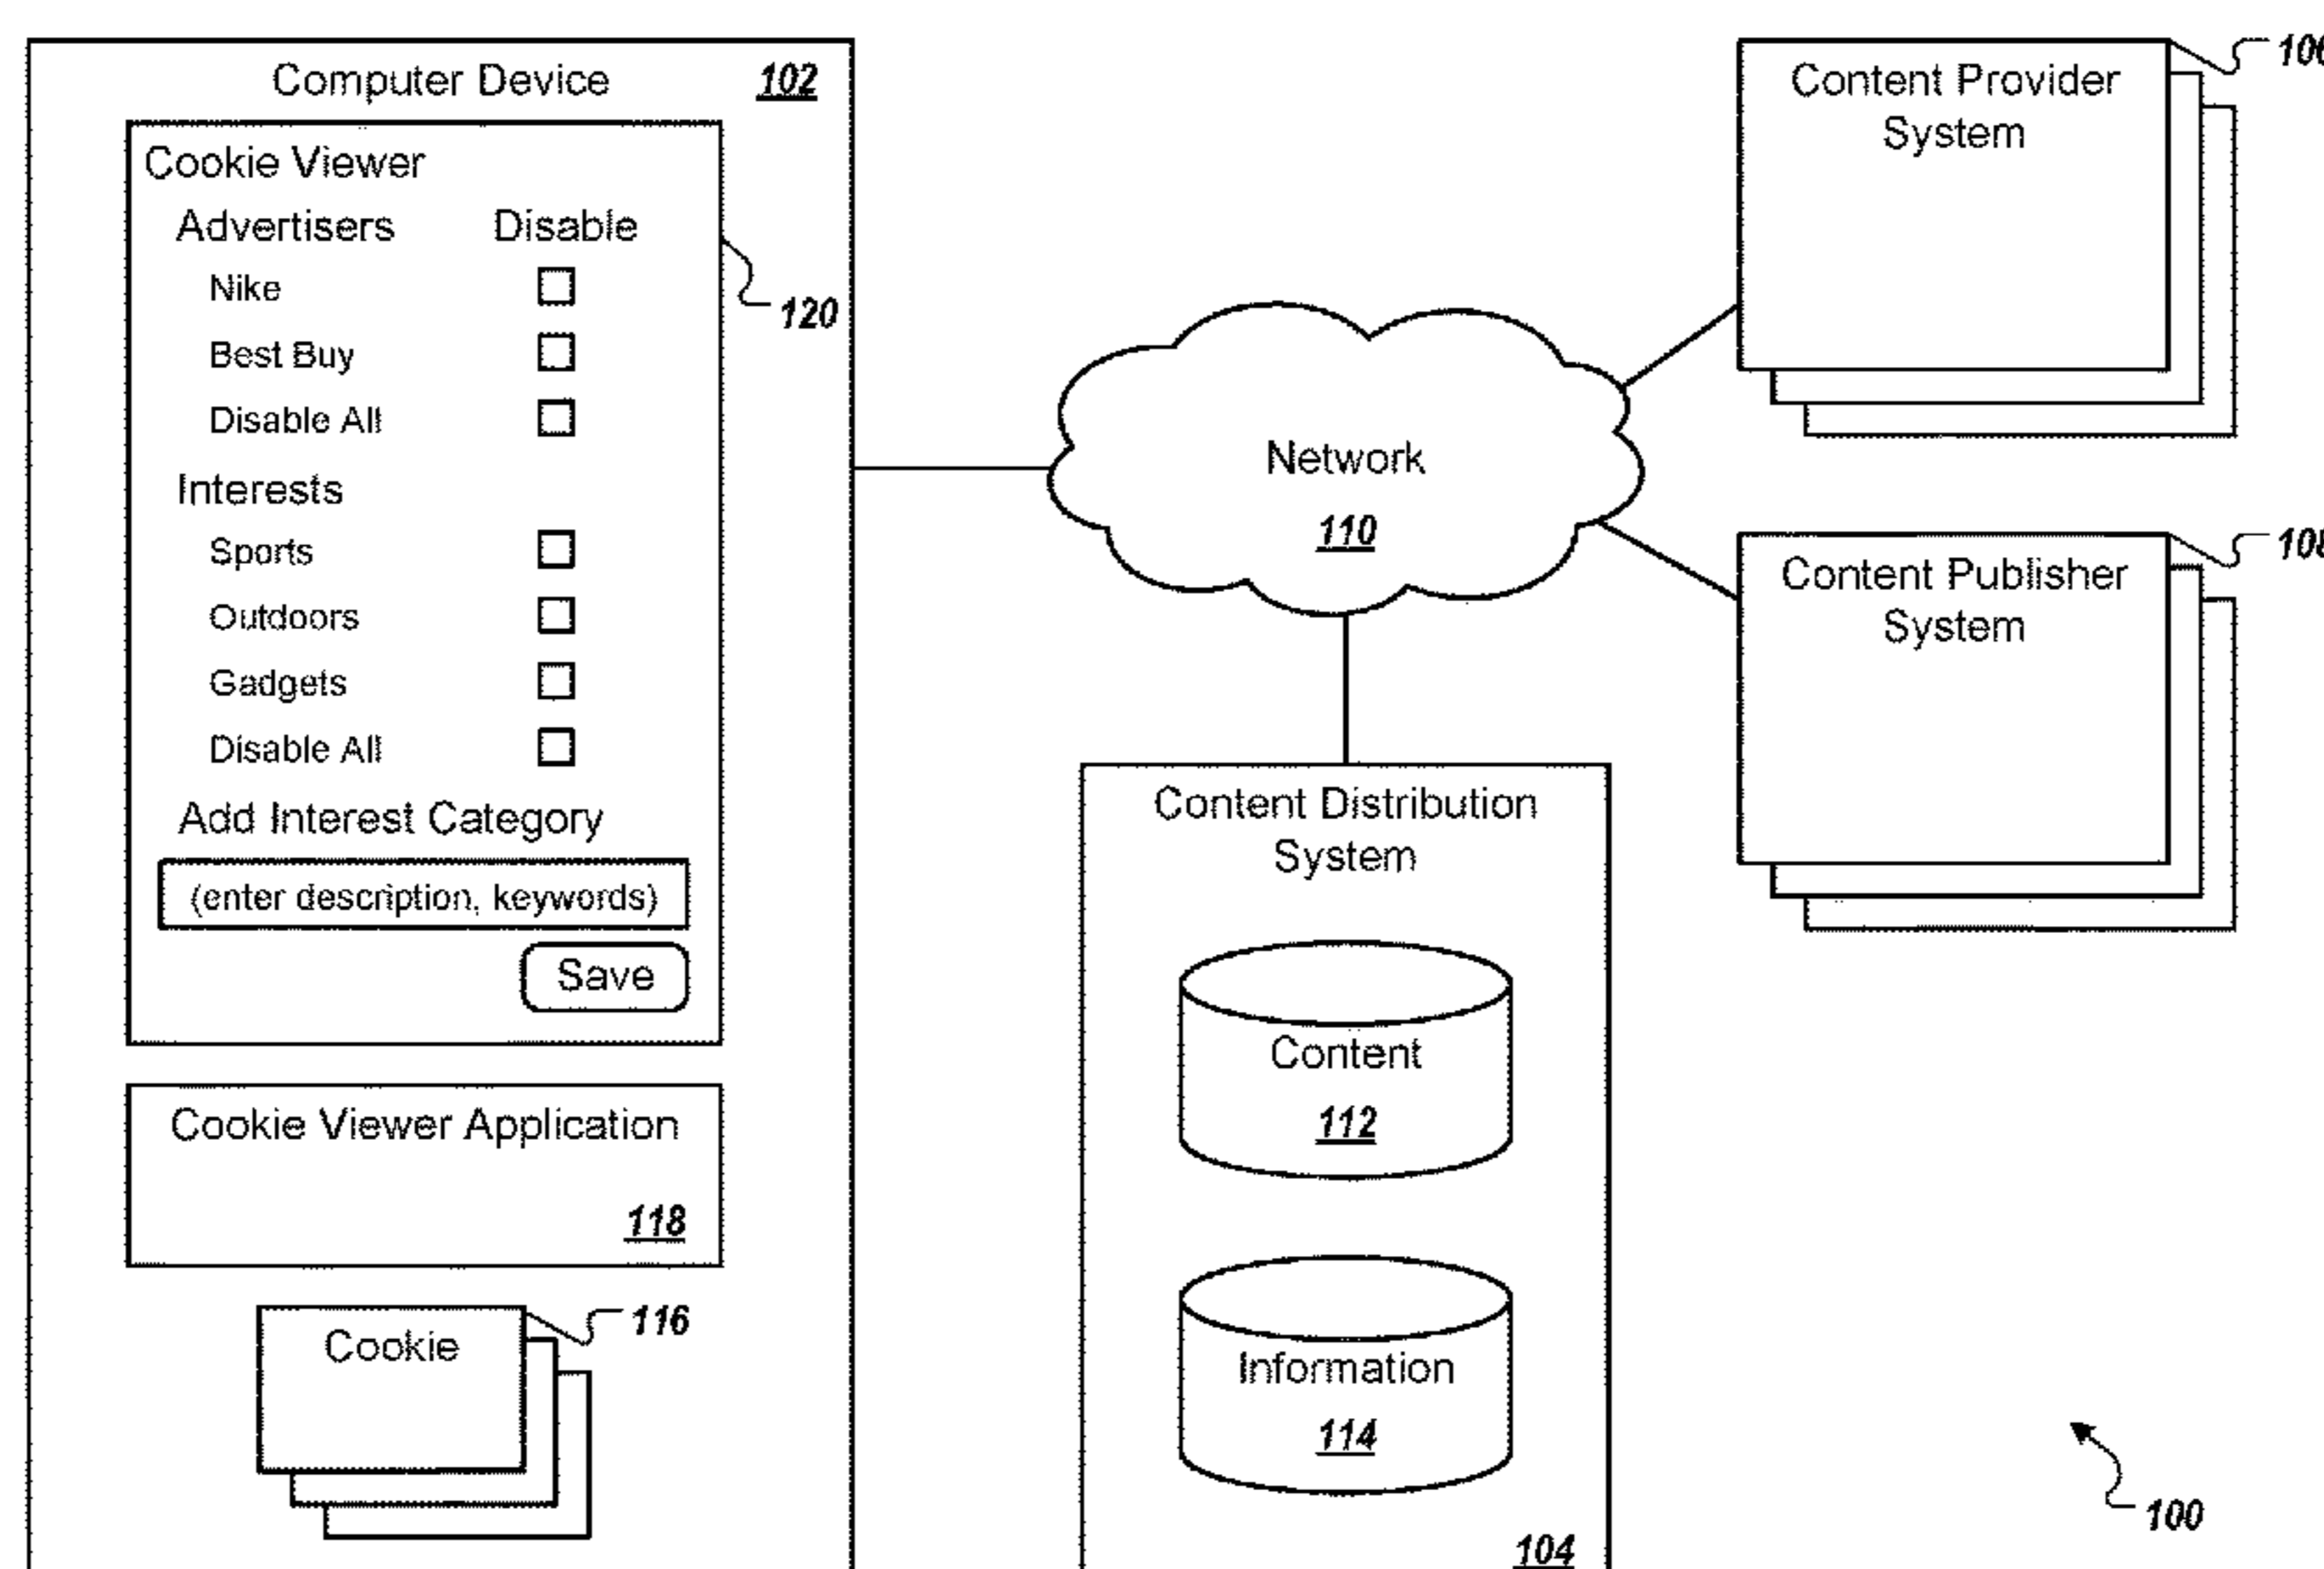 Computer Device 102
Cookie Viewer
Advertisers Disable
Nike
Best Buy
Disable All
Interests
Sports
Outdoors
Gadgets
Disable All
Add Interest Category
(enter description, keywords)
Save
120
Cookie Viewer Application
118
Cookie
116
Network
110
Content Provider
System
Content Publisher
System
Content Distribution
System
Content
112
Information
114
104
100